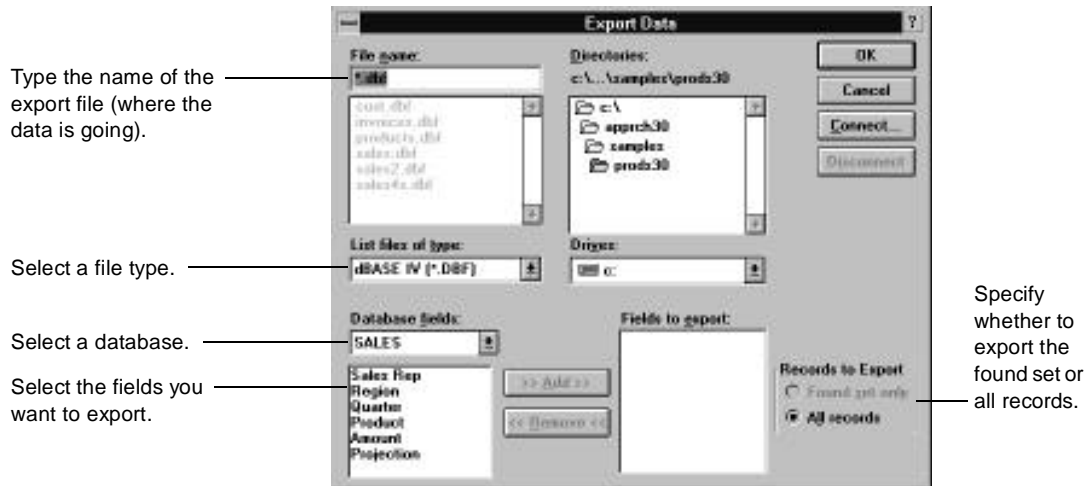 Export Data
?
File name:
*.dbf
cust.dbf
invoices.dbf
products.dbf
sales.dbf
sales2.dbf
sales4x.dbf
Directories:
c:\...\samples\prodx30
c:\
apprch30
samples
prodx30
OK
Cancel
Connect...
Disconnect
Type the name of the
export file (where the
data is going).
List files of type:
dBASE IV (*.DBF)
Drives:
c:
Select a file type.
Database fields:
SALES
Select a database.
Sales Rep
Region
Quarter
Product
Amount
Projection
Select the fields you
want to export.
>> Add >>
<< Remove <<
Fields to export:
Records to Export
Found set only
All records
Specify
whether to
export the
found set or
all records.